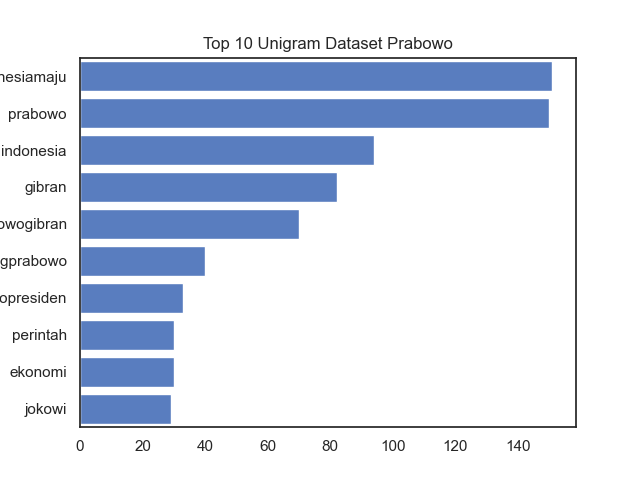 Top 10 Unigram Dataset Prabowo
nesiamaju
prabowo
indonesia
gibran
owogibran
gprabowo
opresiden
perintah
ekonomi
jokowi
0 20 40 60 80 100 120 140